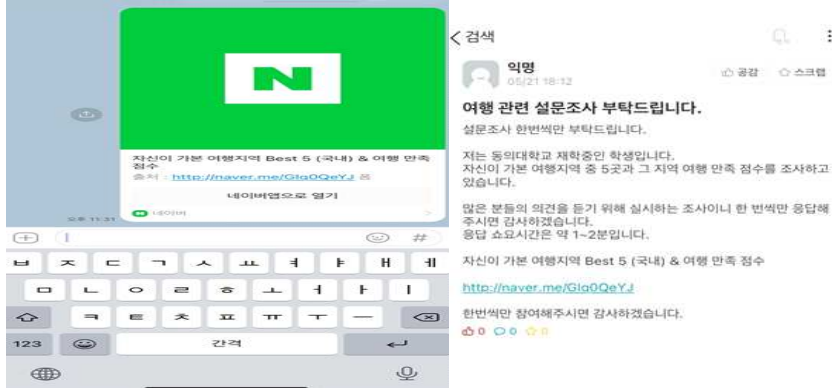 N
자신이 가본 여행지역 Best 5 (국내) & 여행 만족
점수
출처 : http://naver.me/GIq0QeYJ 폼
네이버앱으로 열기
네이버
오후 11:31
#
ㅂ ㅈ ㄷ ㄱ ㅅ ㅛ ㅕ ㅑ ㅐ ㅔ
ㅁ ㄴ ㅇ ㄹ ㅎ ㅗ ㅓ ㅏ ㅣ
ㅋ ㅌ ㅊ ㅍ ㅠ ㅜ ㅡ
123 간격
검색
익명
05/21 18:12
공감 스크랩
여행 관련 설문조사 부탁드립니다.
설문조사 한번씩만 부탁드립니다.
저는 동의대학교 재학중인 학생입니다.
자신이 가본 여행지역 중 5곳과 그 지역 여행 만족 점수를 조사하고
있습니다.
많은 분들의 의견을 듣기 위해 실시하는 조사이니 한 번씩만 응답해
주시면 감사하겠습니다.
응답 쇼요시간은 약 1~2분입니다.
자신이 가본 여행지역 Best 5 (국내) & 여행 만족 점수
http://naver.me/GIq0QeYJ
한번씩만 참여해주시면 감사하겠습니다.
0 0 0